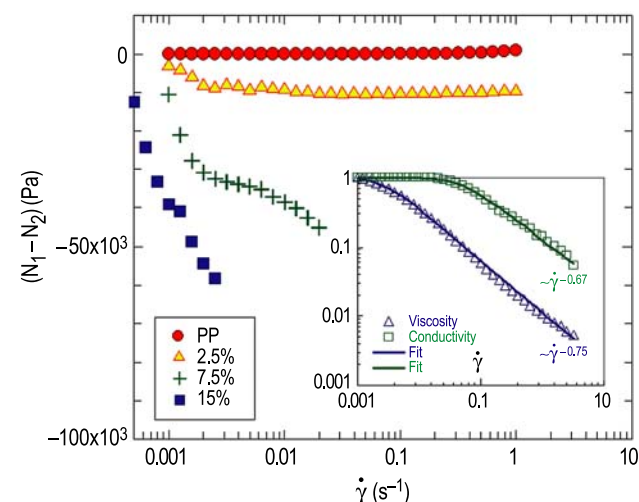 0
−50x10³
−100x10³
(N₁−N₂) (Pa)
PP
2.5%
7.5%
15%
1
0.1
0.01
0.001
~γ̇−0.67
~γ̇−0.75
Viscosity
Conductivity
Fit
Fit
γ̇
0.001
0.1
10
0.001
0.01
0.1
1
10
γ̇ (s⁻¹)